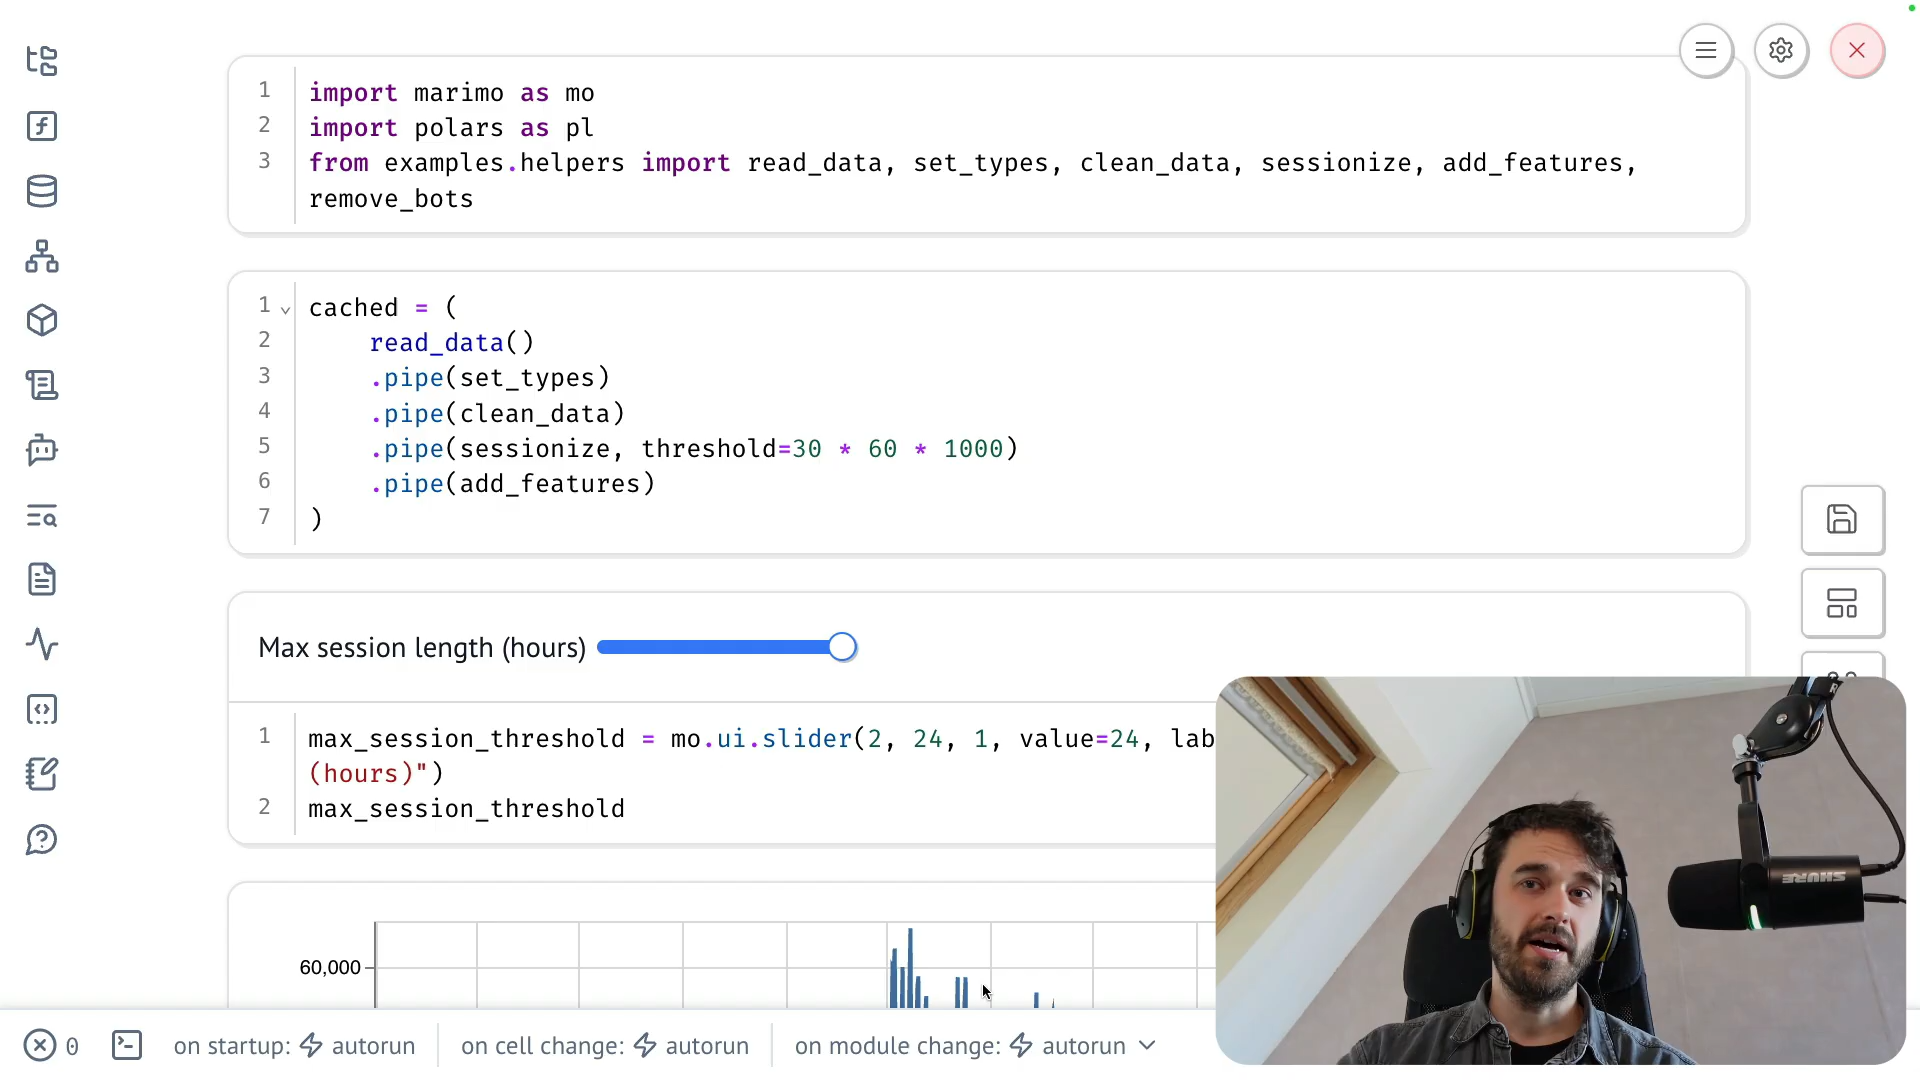 1 import marimo as mo
2 import polars as pl
3 from examples.helpers import read_data, set_types, clean_data, sessionize, add_features,
remove_bots
1 cached = (
2 read_data()
3 .pipe(set_types)
4 .pipe(clean_data)
5 .pipe(sessionize, threshold=30 * 60 * 1000)
6 .pipe(add_features)
7 )
Max session length (hours)
1 max_session_threshold = mo.ui.slider(2, 24, 1, value=24, lab
(hours)")
2 max_session_threshold
60,000
SHURE
0 on startup: autorun on cell change: autorun on module change: autorun